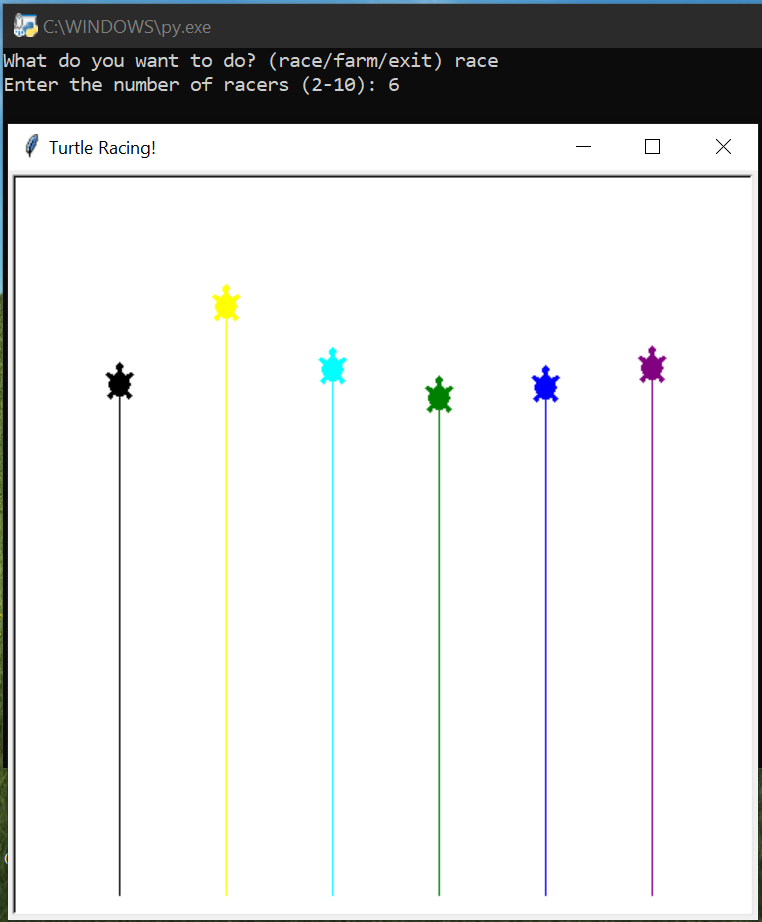 C:\WINDOWS\py.exe
What do you want to do? (race/farm/exit) race
Enter the number of racers (2-10): 6
Turtle Racing!